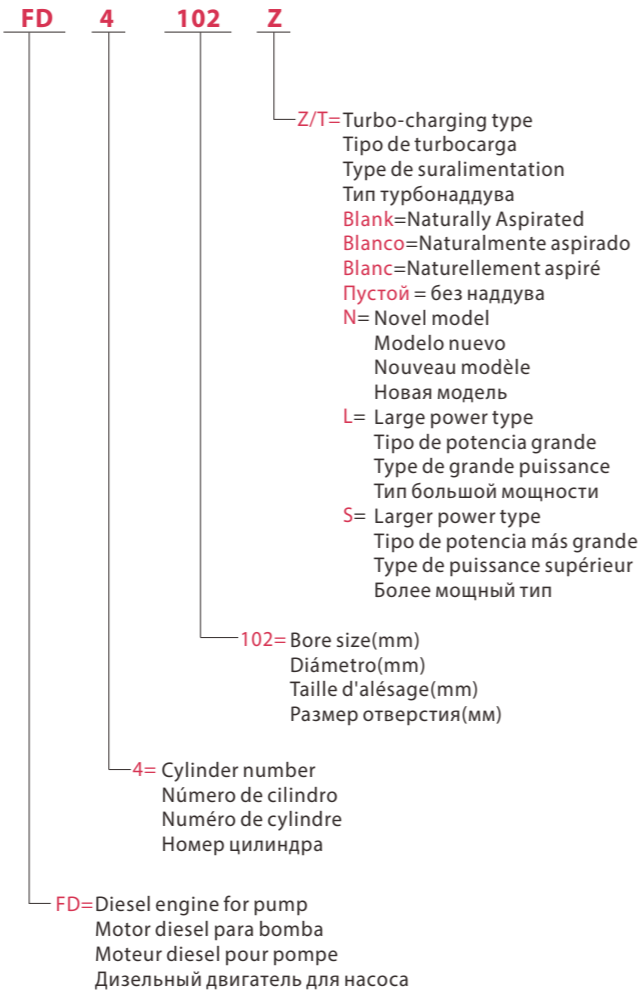 FD 4 102 Z
Z/T=Turbo-charging type
Tipo de turbocarga
Type de suralimentation
Тип турбонаддува
Blank=Naturally Aspirated
Blanco=Naturalmente aspirado
Blanc=Naturellement aspiré
Пустой = без наддува
N= Novel model
Modelo nuevo
Nouveau modèle
Новая модель
L= Large power type
Tipo de potencia grande
Type de grande puissance
Тип большой мощности
S= Larger power type
Tipo de potencia más grande
Type de puissance supérieur
Более мощный тип
102= Bore size(mm)
Diámetro(mm)
Taille d'alésage(mm)
Размер отверстия(мм)
4= Cylinder number
Número de cilindro
Numéro de cylindre
Номер цилиндра
FD=Diesel engine for pump
Motor diesel para bomba
Moteur diesel pour pompe
Дизельный двигатель для насоса